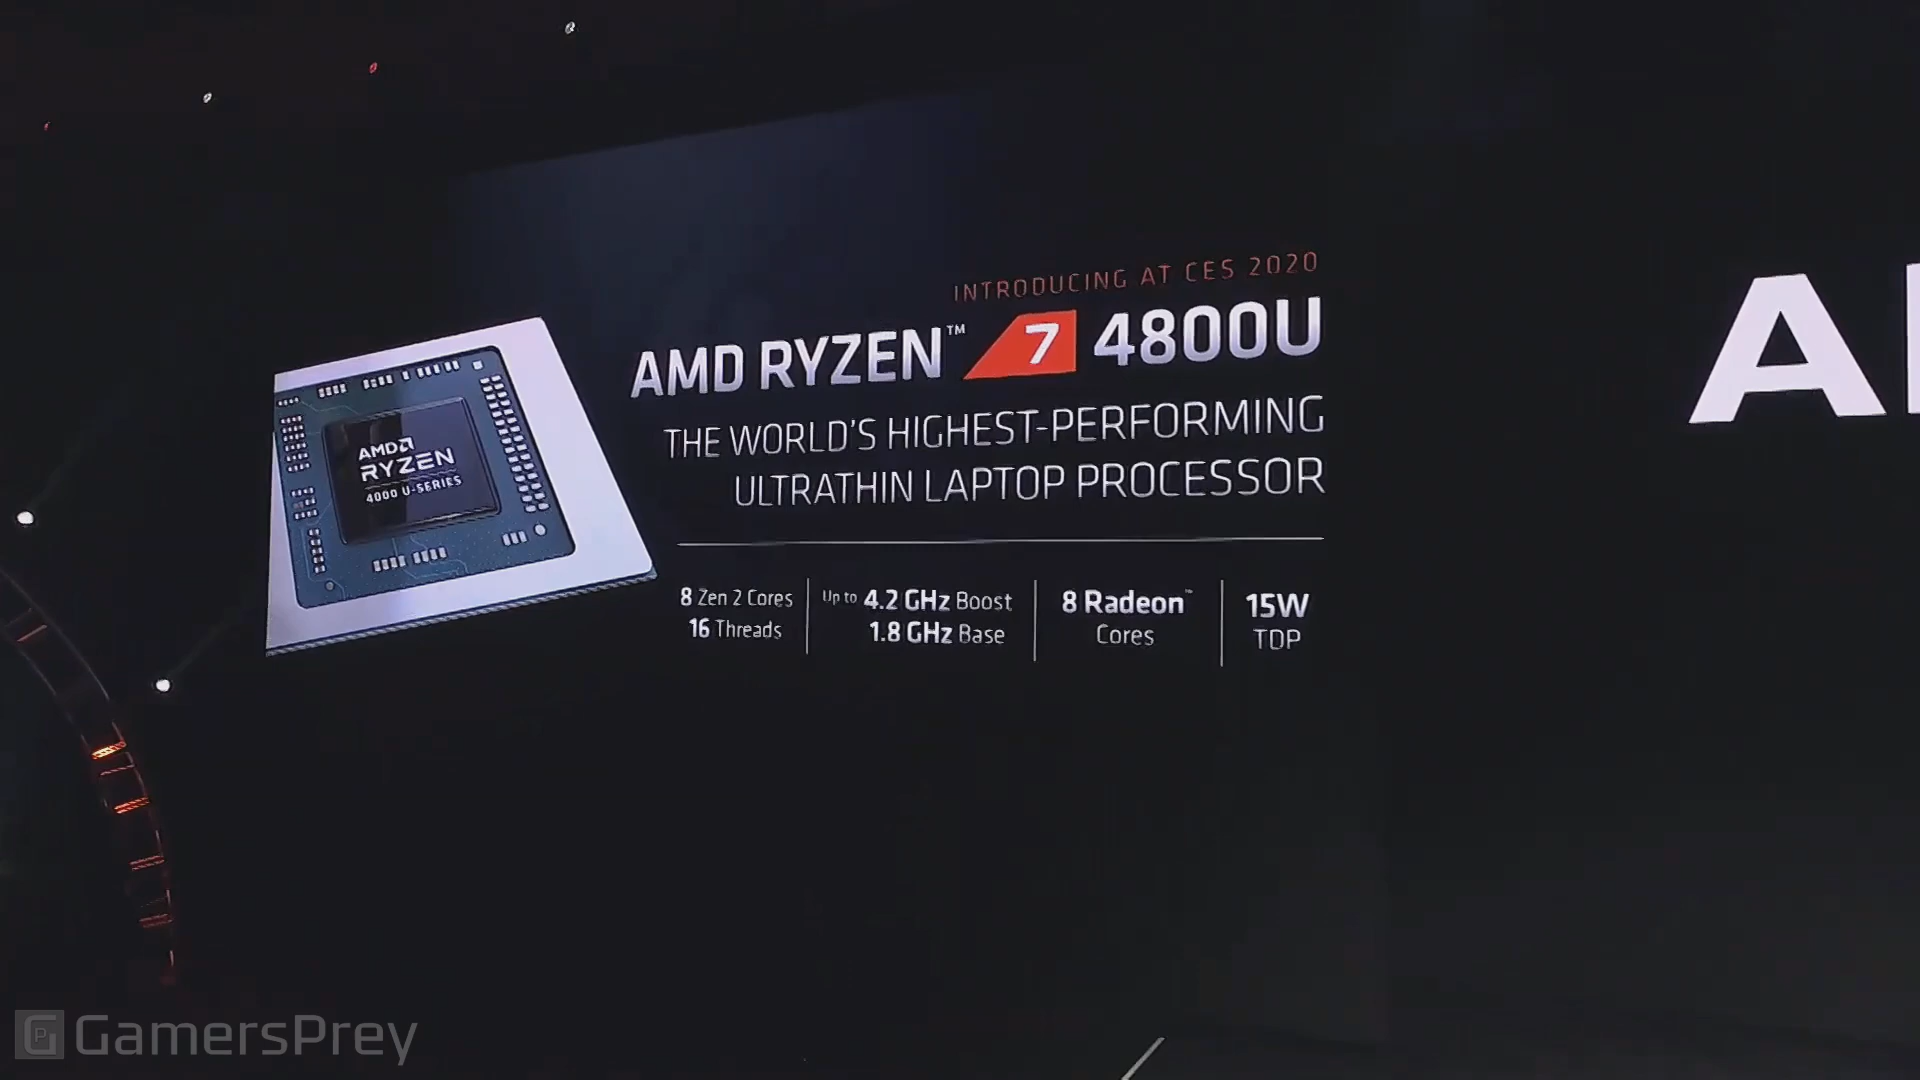 INTRODUCING AT CES 2020
AMD RYZEN™ 7 4800U
THE WORLD'S HIGHEST-PERFORMING
ULTRATHIN LAPTOP PROCESSOR
8 Zen 2 Cores
16 Threads
Up to 4.2 GHz Boost
1.8 GHz Base
8 Radeon™
Cores
15W
TDP
AMD
RYZEN
4000 U-SERIES
A
GamersPrey